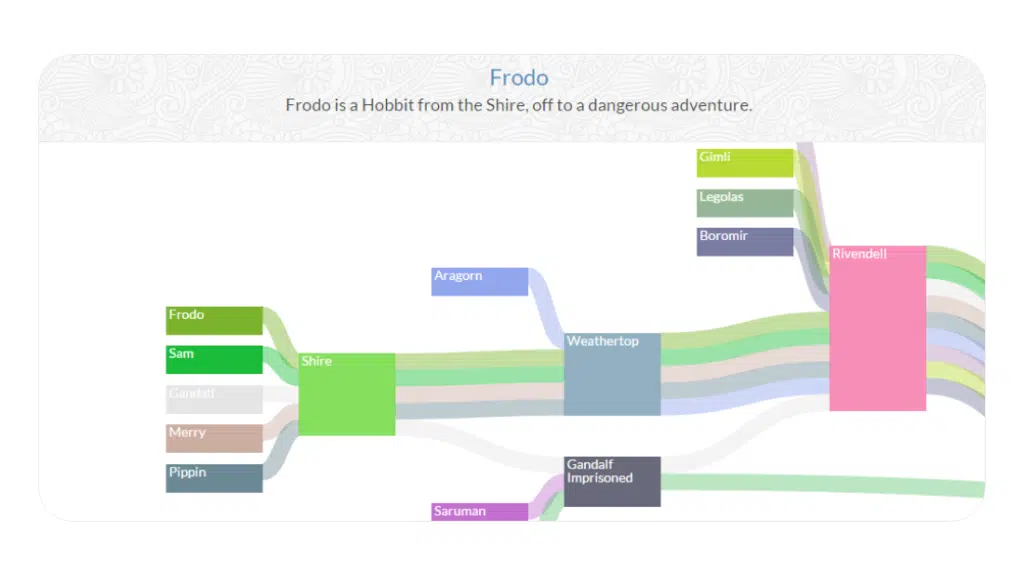 Frodo
Frodo is a Hobbit from the Shire, off to a dangerous adventure.
Gimli
Legolas
Boromir
Rivendell
Aragorn
Frodo
Sam
Gandalf
Merry
Pippin
Shire
Weathertop
Gandalf
Imprisoned
Saruman